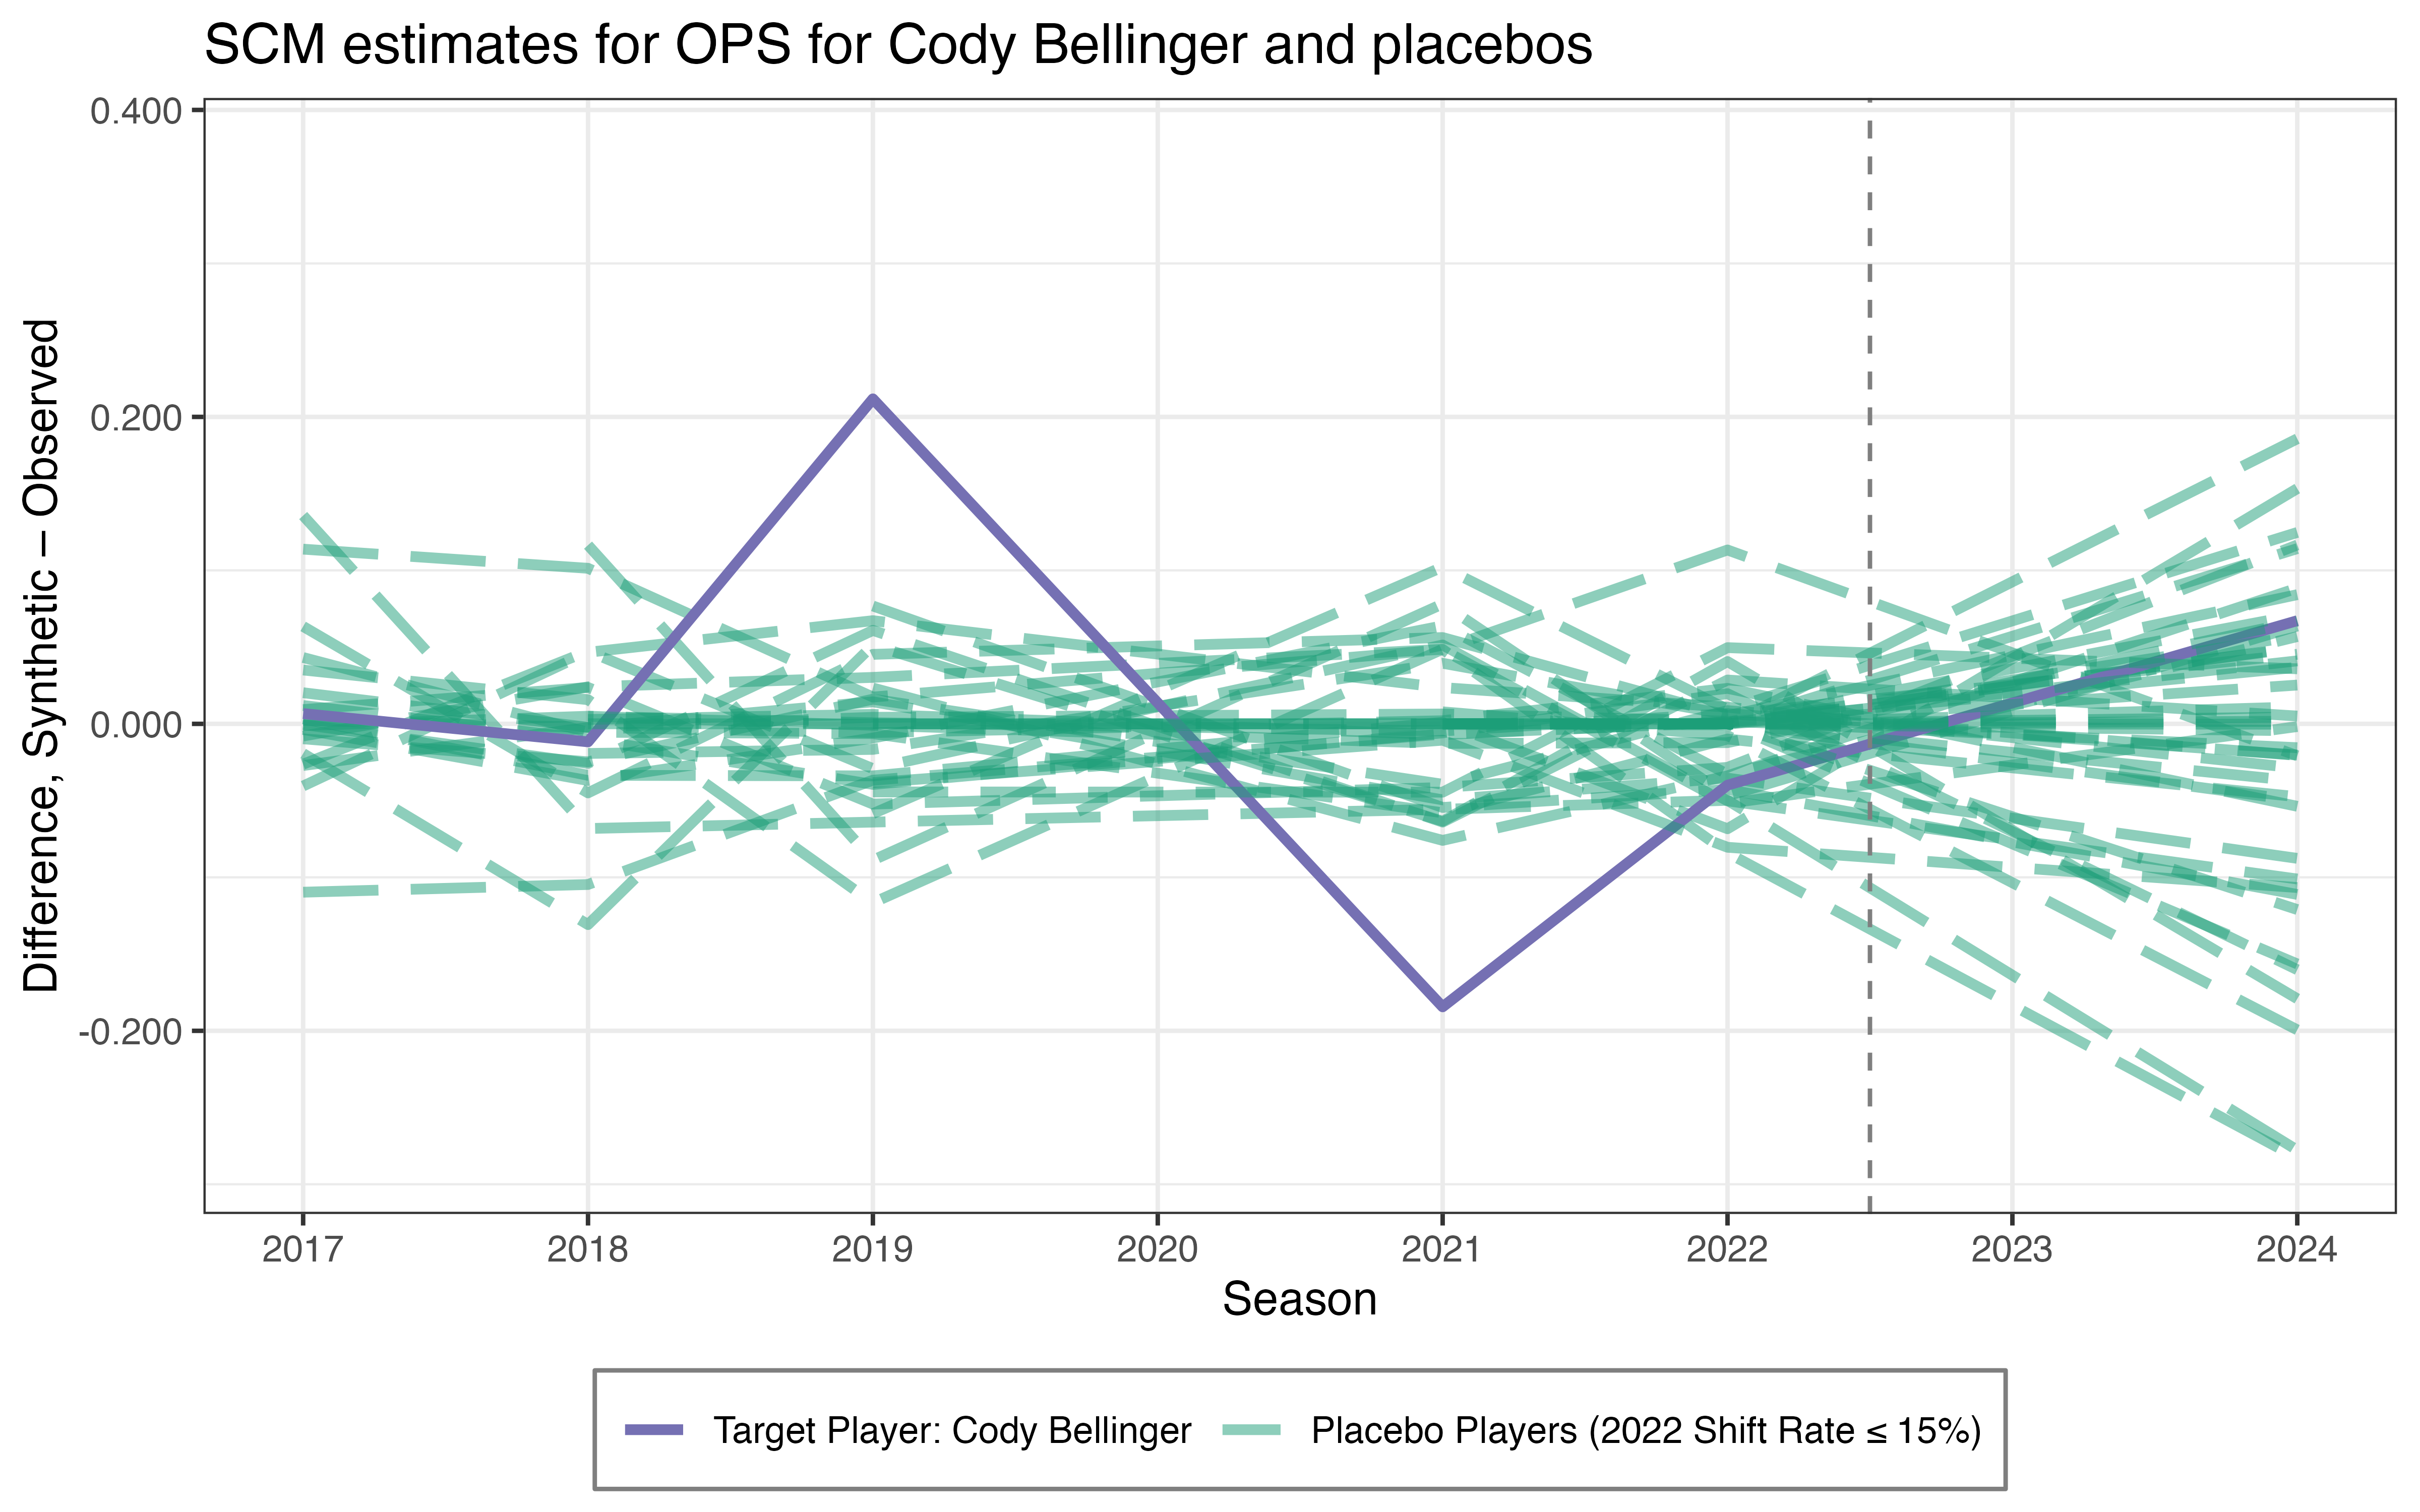 SCM estimates for OPS for Cody Bellinger and placebos
Difference, Synthetic – Observed
0.400
0.200
0.000
-0.200
2017 2018 2019 2020 2021 2022 2023 2024
Season
Target Player: Cody Bellinger Placebo Players (2022 Shift Rate ≤ 15%)